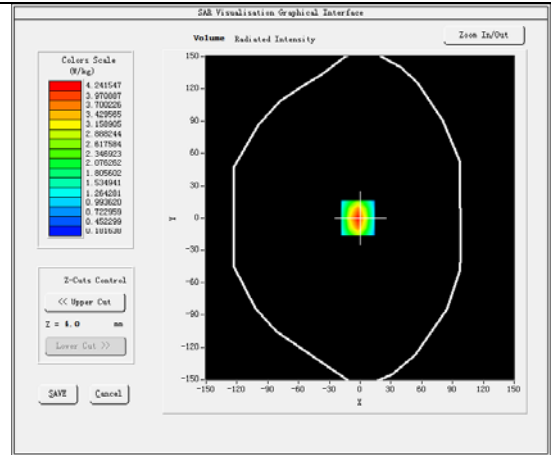 SAR Visualisation Graphical Interface
Volume Radiated Intensity
Zoom In/Out
Colors Scale
(W/kg)
4.241547
3.970887
3.700226
3.429565
3.158905
2.888244
2.617584
2.346923
2.076262
1.805602
1.534941
1.264281
0.993620
0.722959
0.452299
0.181638
Z-Cuts Control
<< Upper Cut
Z = 4.0 mm
Lower Cut >>
SAVE Cancel
150
120
90
60
30
0
-30
-60
-90
-120
-150
Y
-150 -120 -90 -60 -30 0 30 60 90 120 150
X